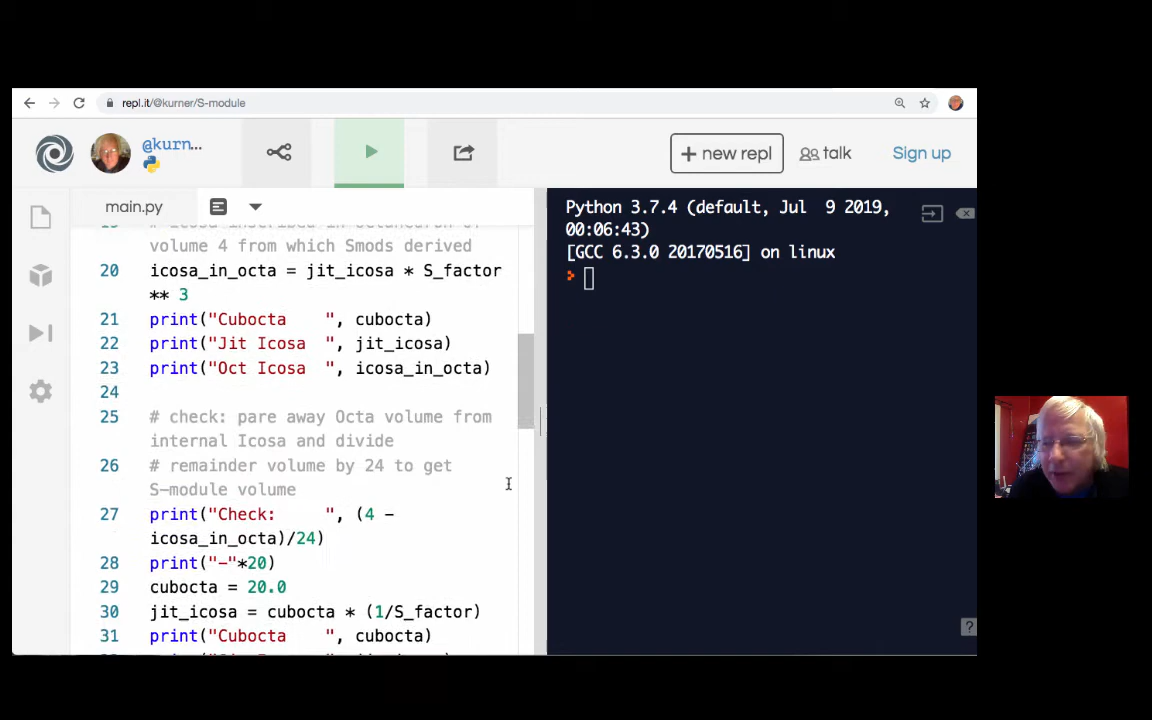 repl.it/@kurner/S-module
@kurn...
+ new repl
talk
Sign up
main.py
volume 4 from which Smods derived
20 icosa_in_octa = jit_icosa * S_factor
** 3
21 print("Cubocta    ", cubocta)
22 print("Jit Icosa  ", jit_icosa)
23 print("Oct Icosa  ", icosa_in_octa)
24
25 # check: pare away Octa volume from
internal Icosa and divide
26 # remainder volume by 24 to get
S-module volume
27 print("Check:     ", (4 -
icosa_in_octa)/24)
28 print("-"*20)
29 cubocta = 20.0
30 jit_icosa = cubocta * (1/S_factor)
31 print("Cubocta    ", cubocta)
Python 3.7.4 (default, Jul  9 2019,
00:06:43)
[GCC 6.3.0 20170516] on linux
>
?